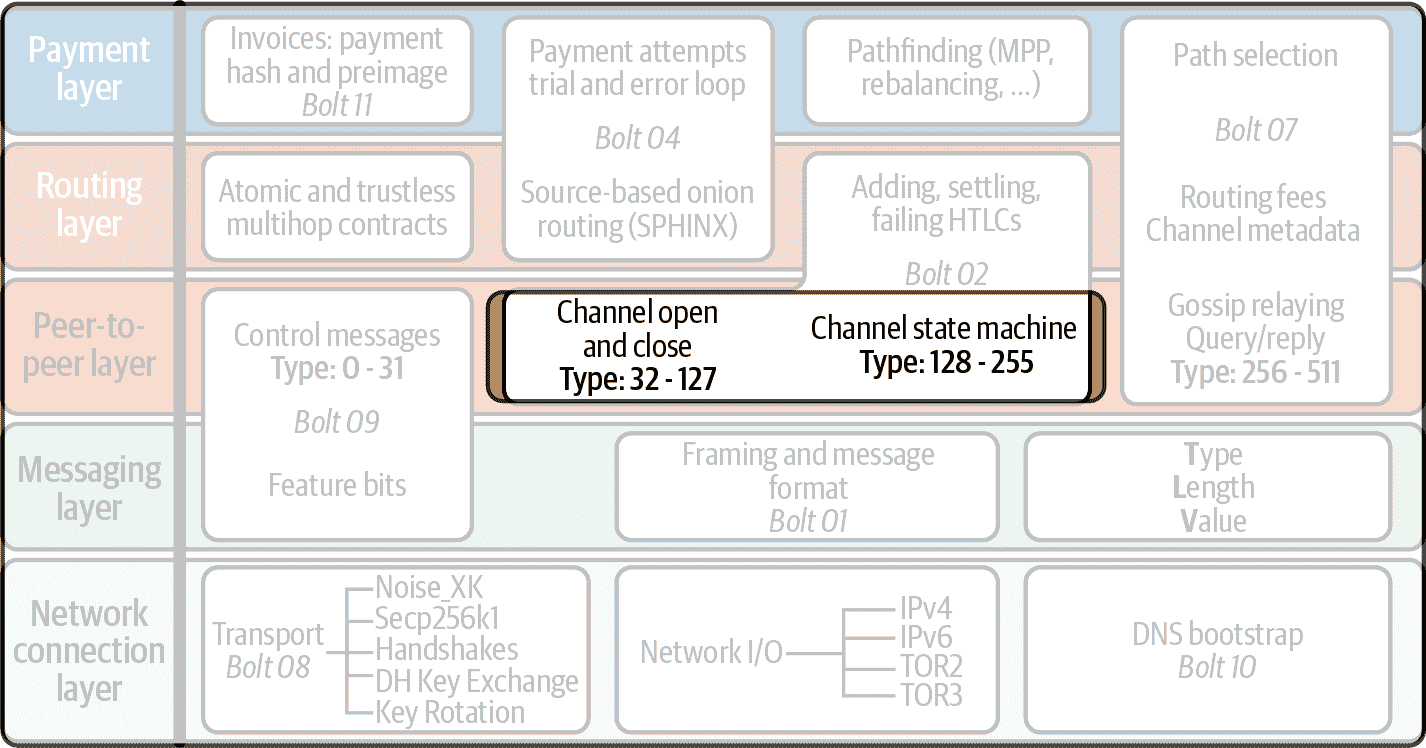 Payment
layer
Invoices: payment
hash and preimage
Bolt 11
Payment attempts
trial and error loop
Bolt 04
Source-based onion
routing (SPHINX)
Pathfinding (MPP,
rebalancing, ...)
Path selection
Bolt 07
Routing fees
Channel metadata
Gossip relaying
Query/reply
Type: 256 - 511
Routing
layer
Atomic and trustless
multihop contracts
Adding, settling,
failing HTLCs
Bolt 02
Peer-to-
peer layer
Control messages
Type: 0 - 31
Bolt 09
Feature bits
Channel open
and close
Type: 32 - 127
Channel state machine
Type: 128 - 255
Messaging
layer
Framing and message
format
Bolt 01
Type
Length
Value
Network
connection
layer
Transport
Bolt 08
Noise_XK
Secp256k1
Handshakes
DH Key Exchange
Key Rotation
Network I/O
IPv4
IPv6
TOR2
TOR3
DNS bootstrap
Bolt 10